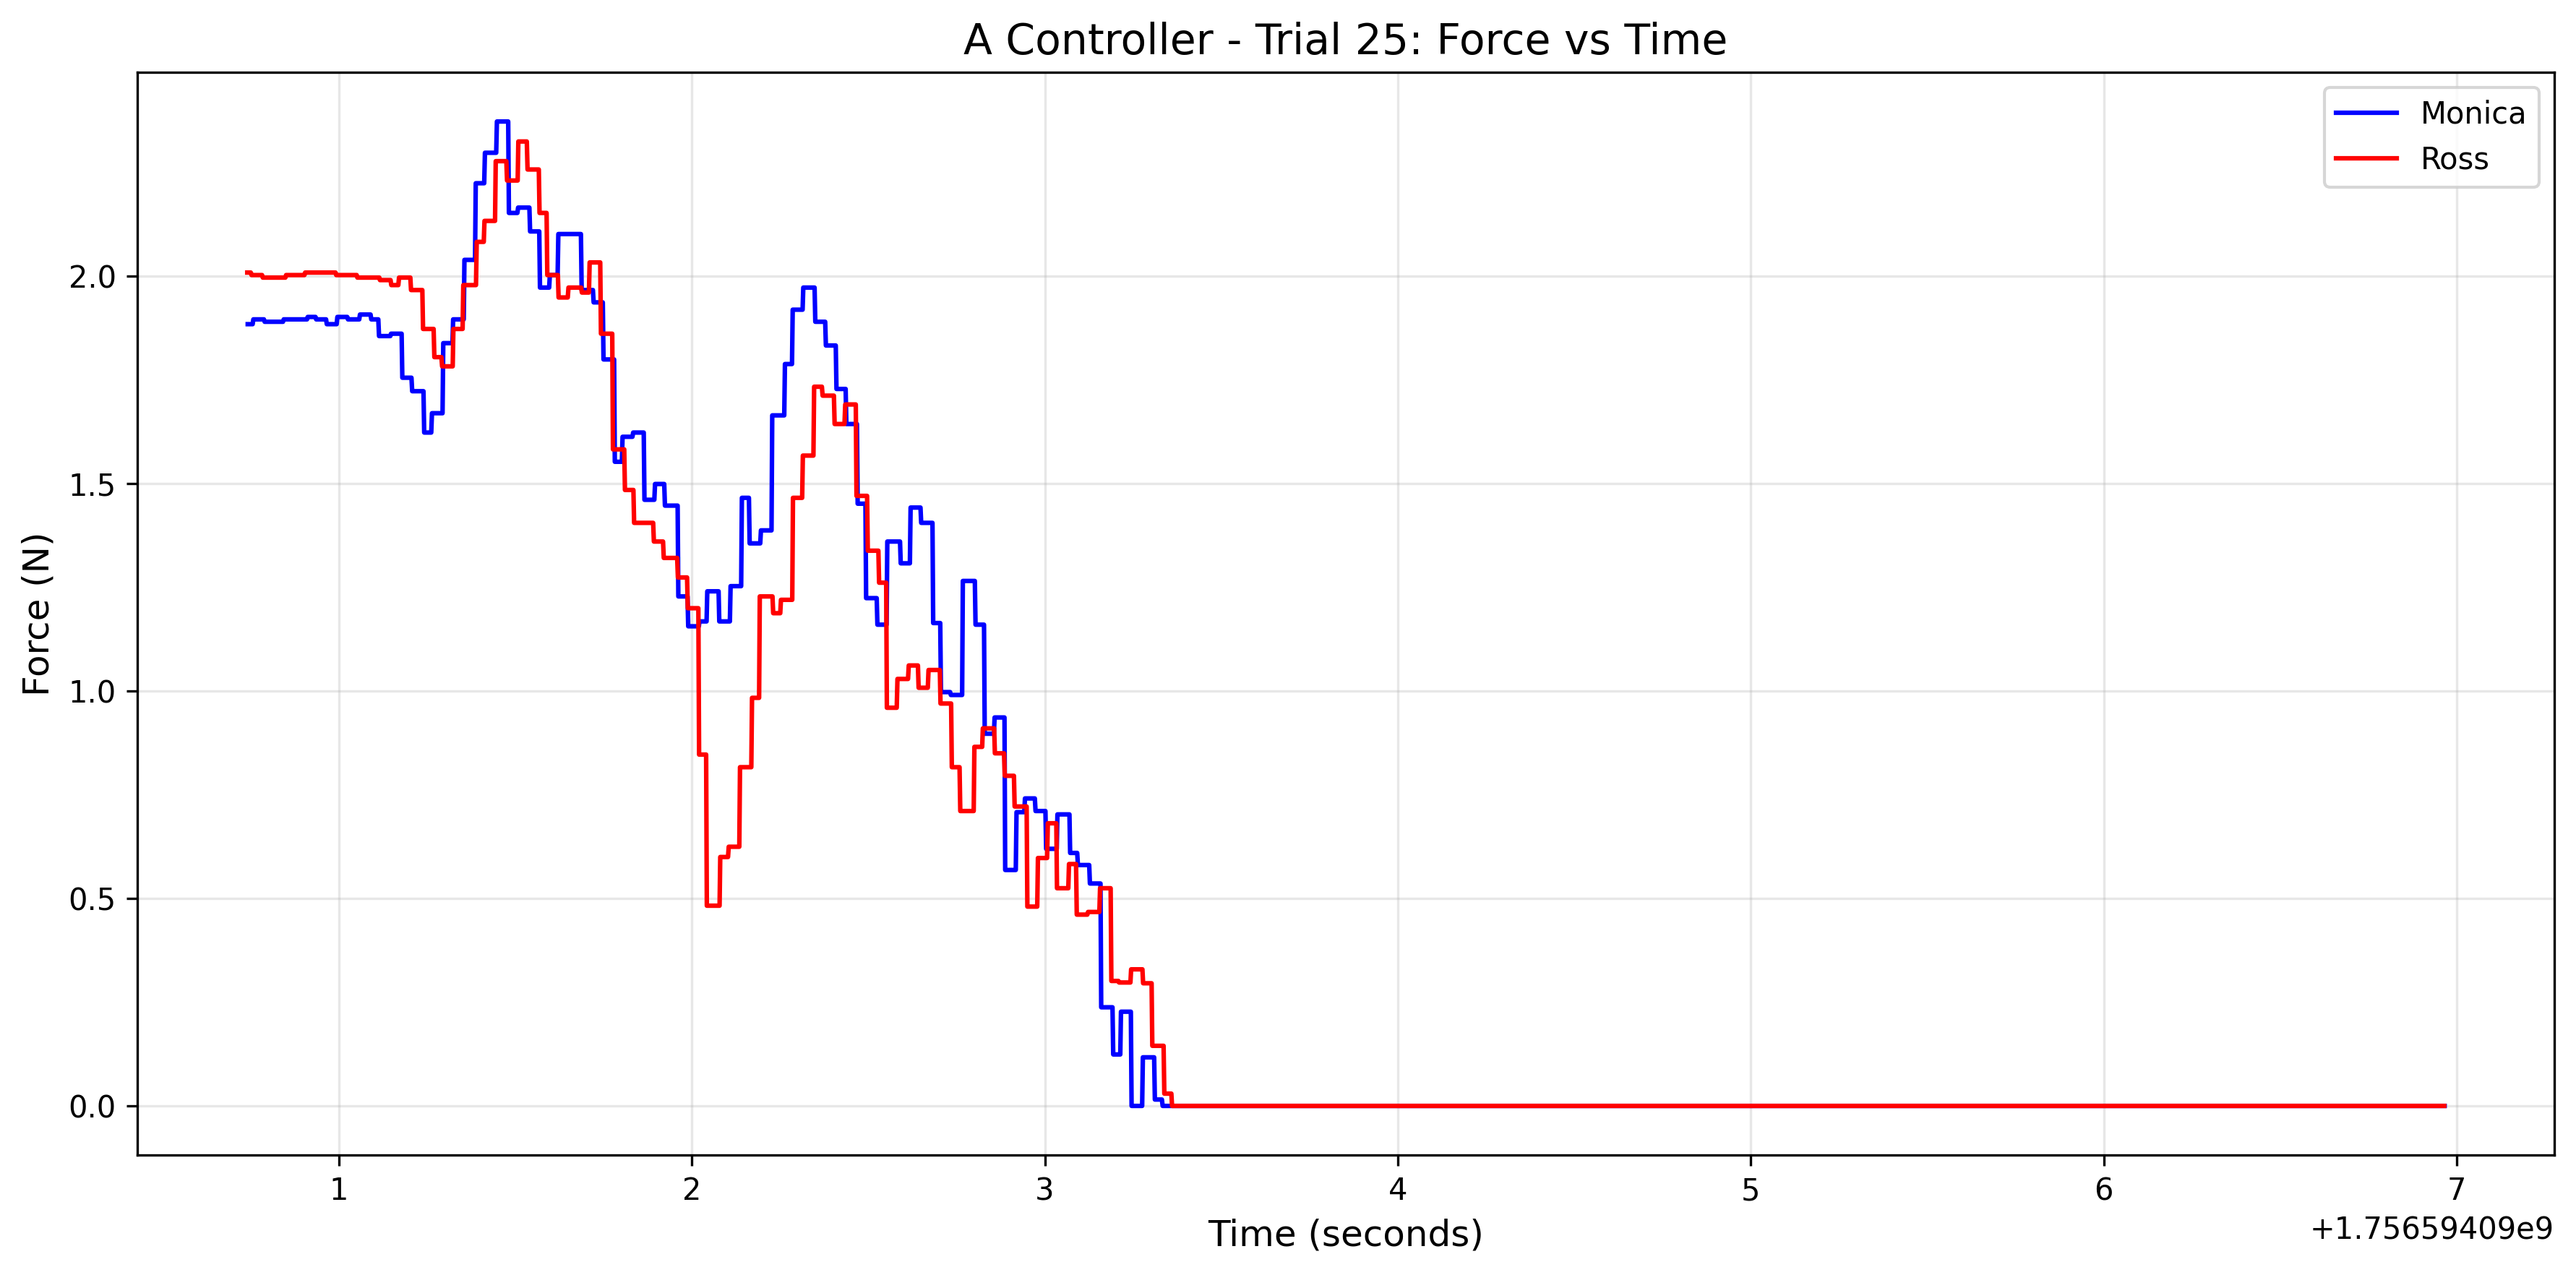 A Controller - Trial 25: Force vs Time
Monica
Ross
Force (N)
2.0
1.5
1.0
0.5
0.0
1 2 3 4 5 6 7
Time (seconds)
+1.75659409e9